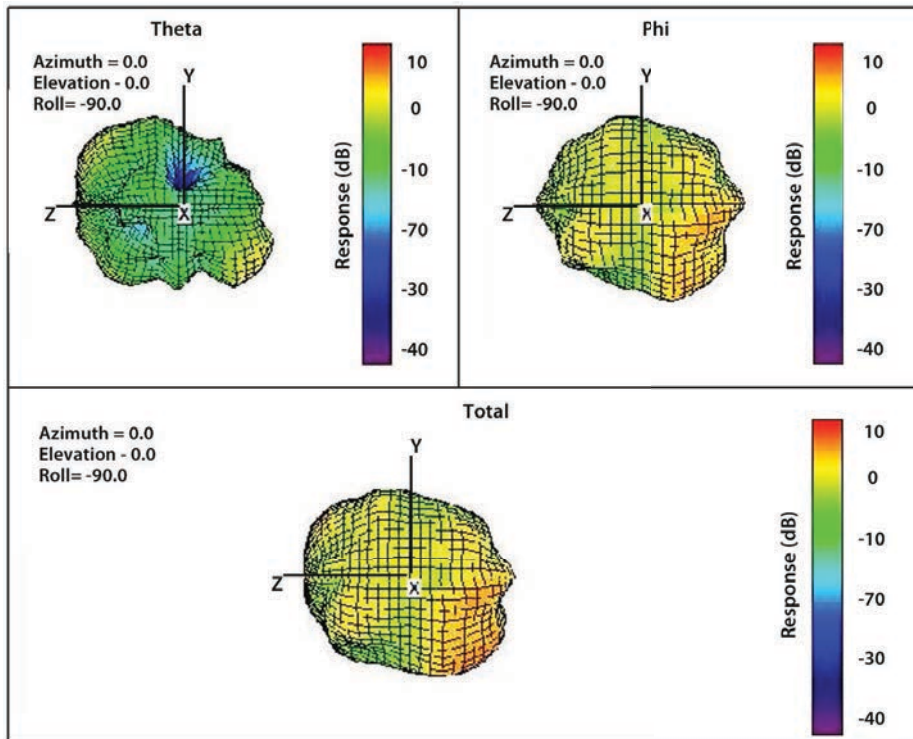 Theta
Azimuth = 0.0
Elevation - 0.0
Roll= -90.0
Y
Z
X
Response (dB)
10
0
-10
-70
-30
-40
Phi
Azimuth = 0.0
Elevation - 0.0
Roll= -90.0
Y
Z
X
Response (dB)
10
0
-10
-70
-30
-40
Total
Azimuth = 0.0
Elevation - 0.0
Roll= -90.0
Y
Z
X
Response (dB)
10
0
-10
-70
-30
-40